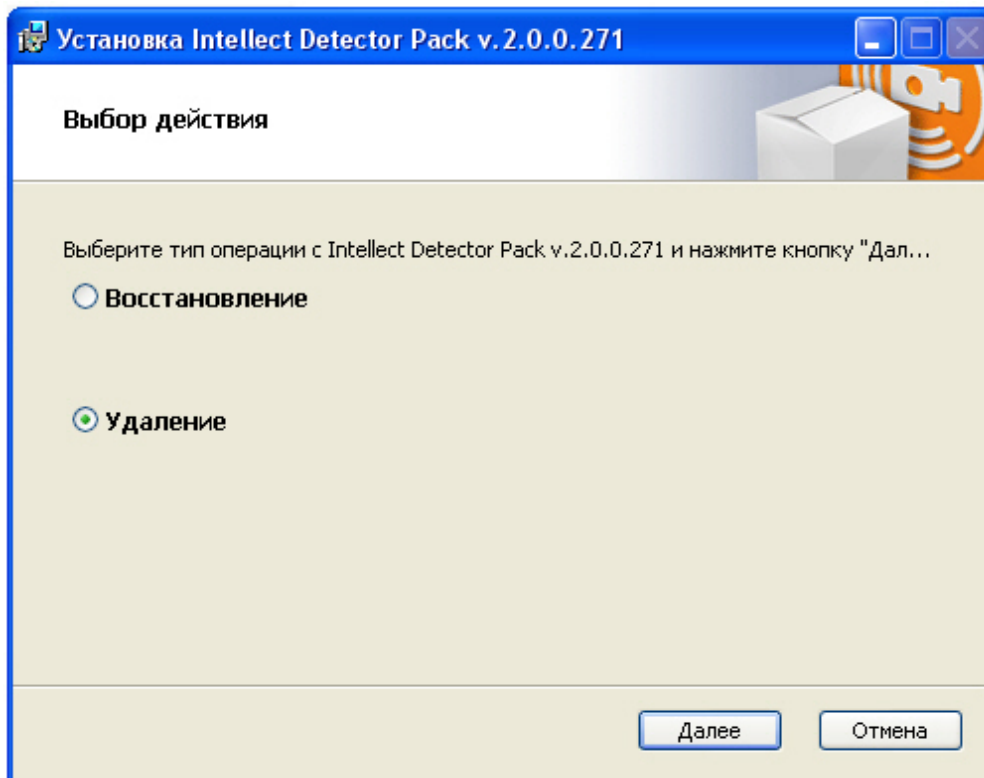 Установка Intellect Detector Pack v.2.0.0.271
Выбор действия
Выберите тип операции с Intellect Detector Pack v.2.0.0.271 и нажмите кнопку "Дал...
Восстановление
Удаление
Далее
Отмена